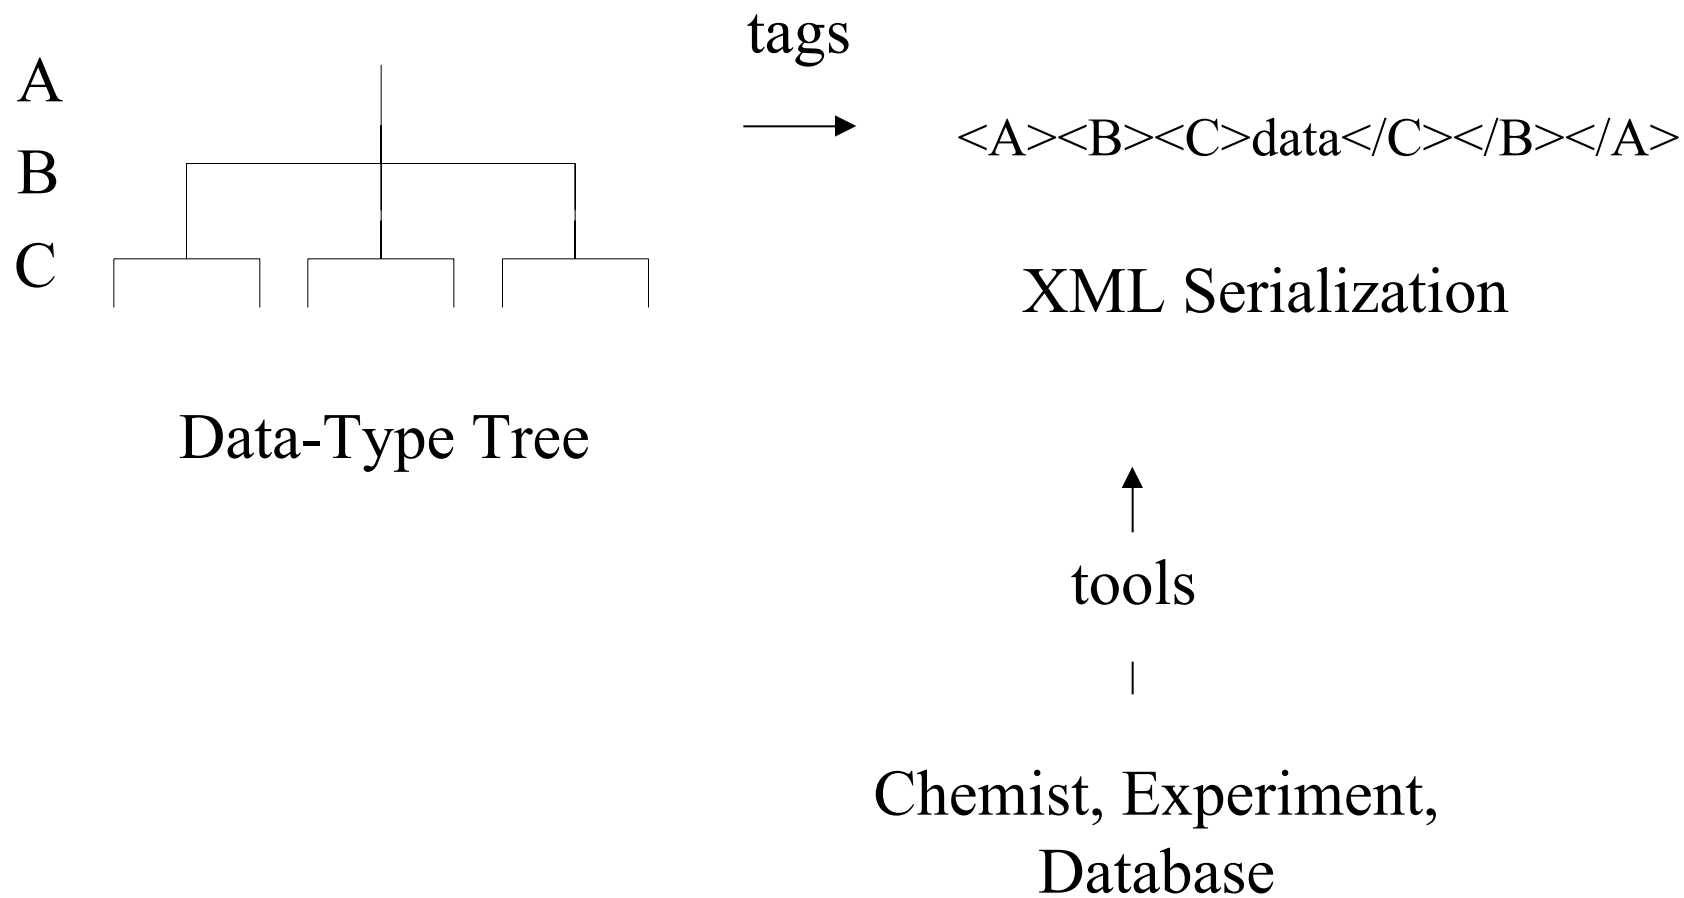 tags
A
B
C
<A><B><C>data</C></B></A>
XML Serialization
Data-Type Tree
tools
Chemist, Experiment,
Database